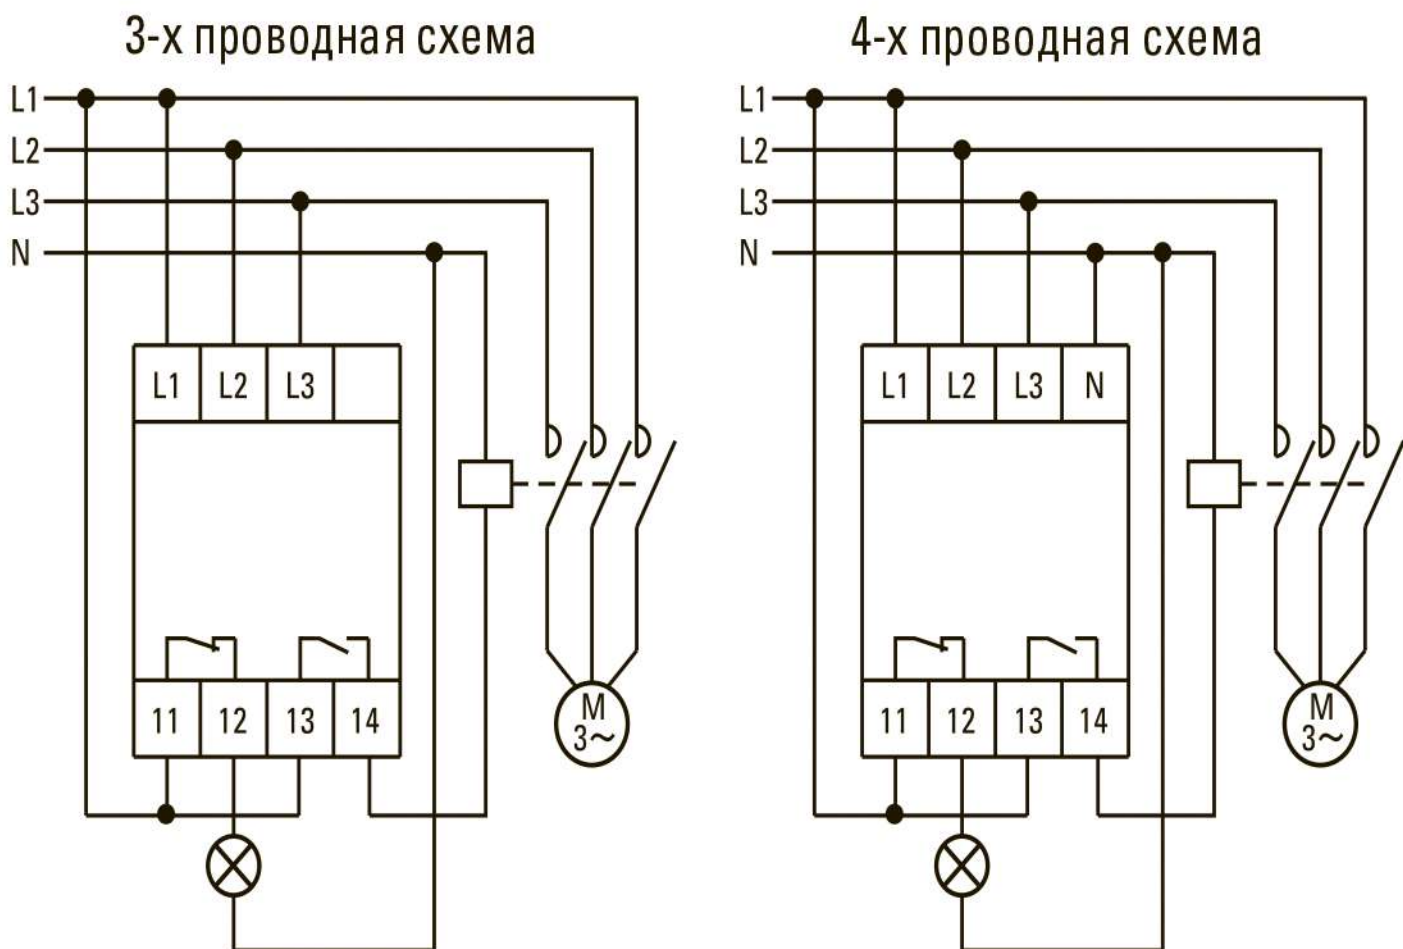 3-х проводная схема
L1
L2
L3
N
L1 L2 L3
11 12 13 14
M
3~
4-х проводная схема
L1
L2
L3
N
L1 L2 L3 N
11 12 13 14
M
3~